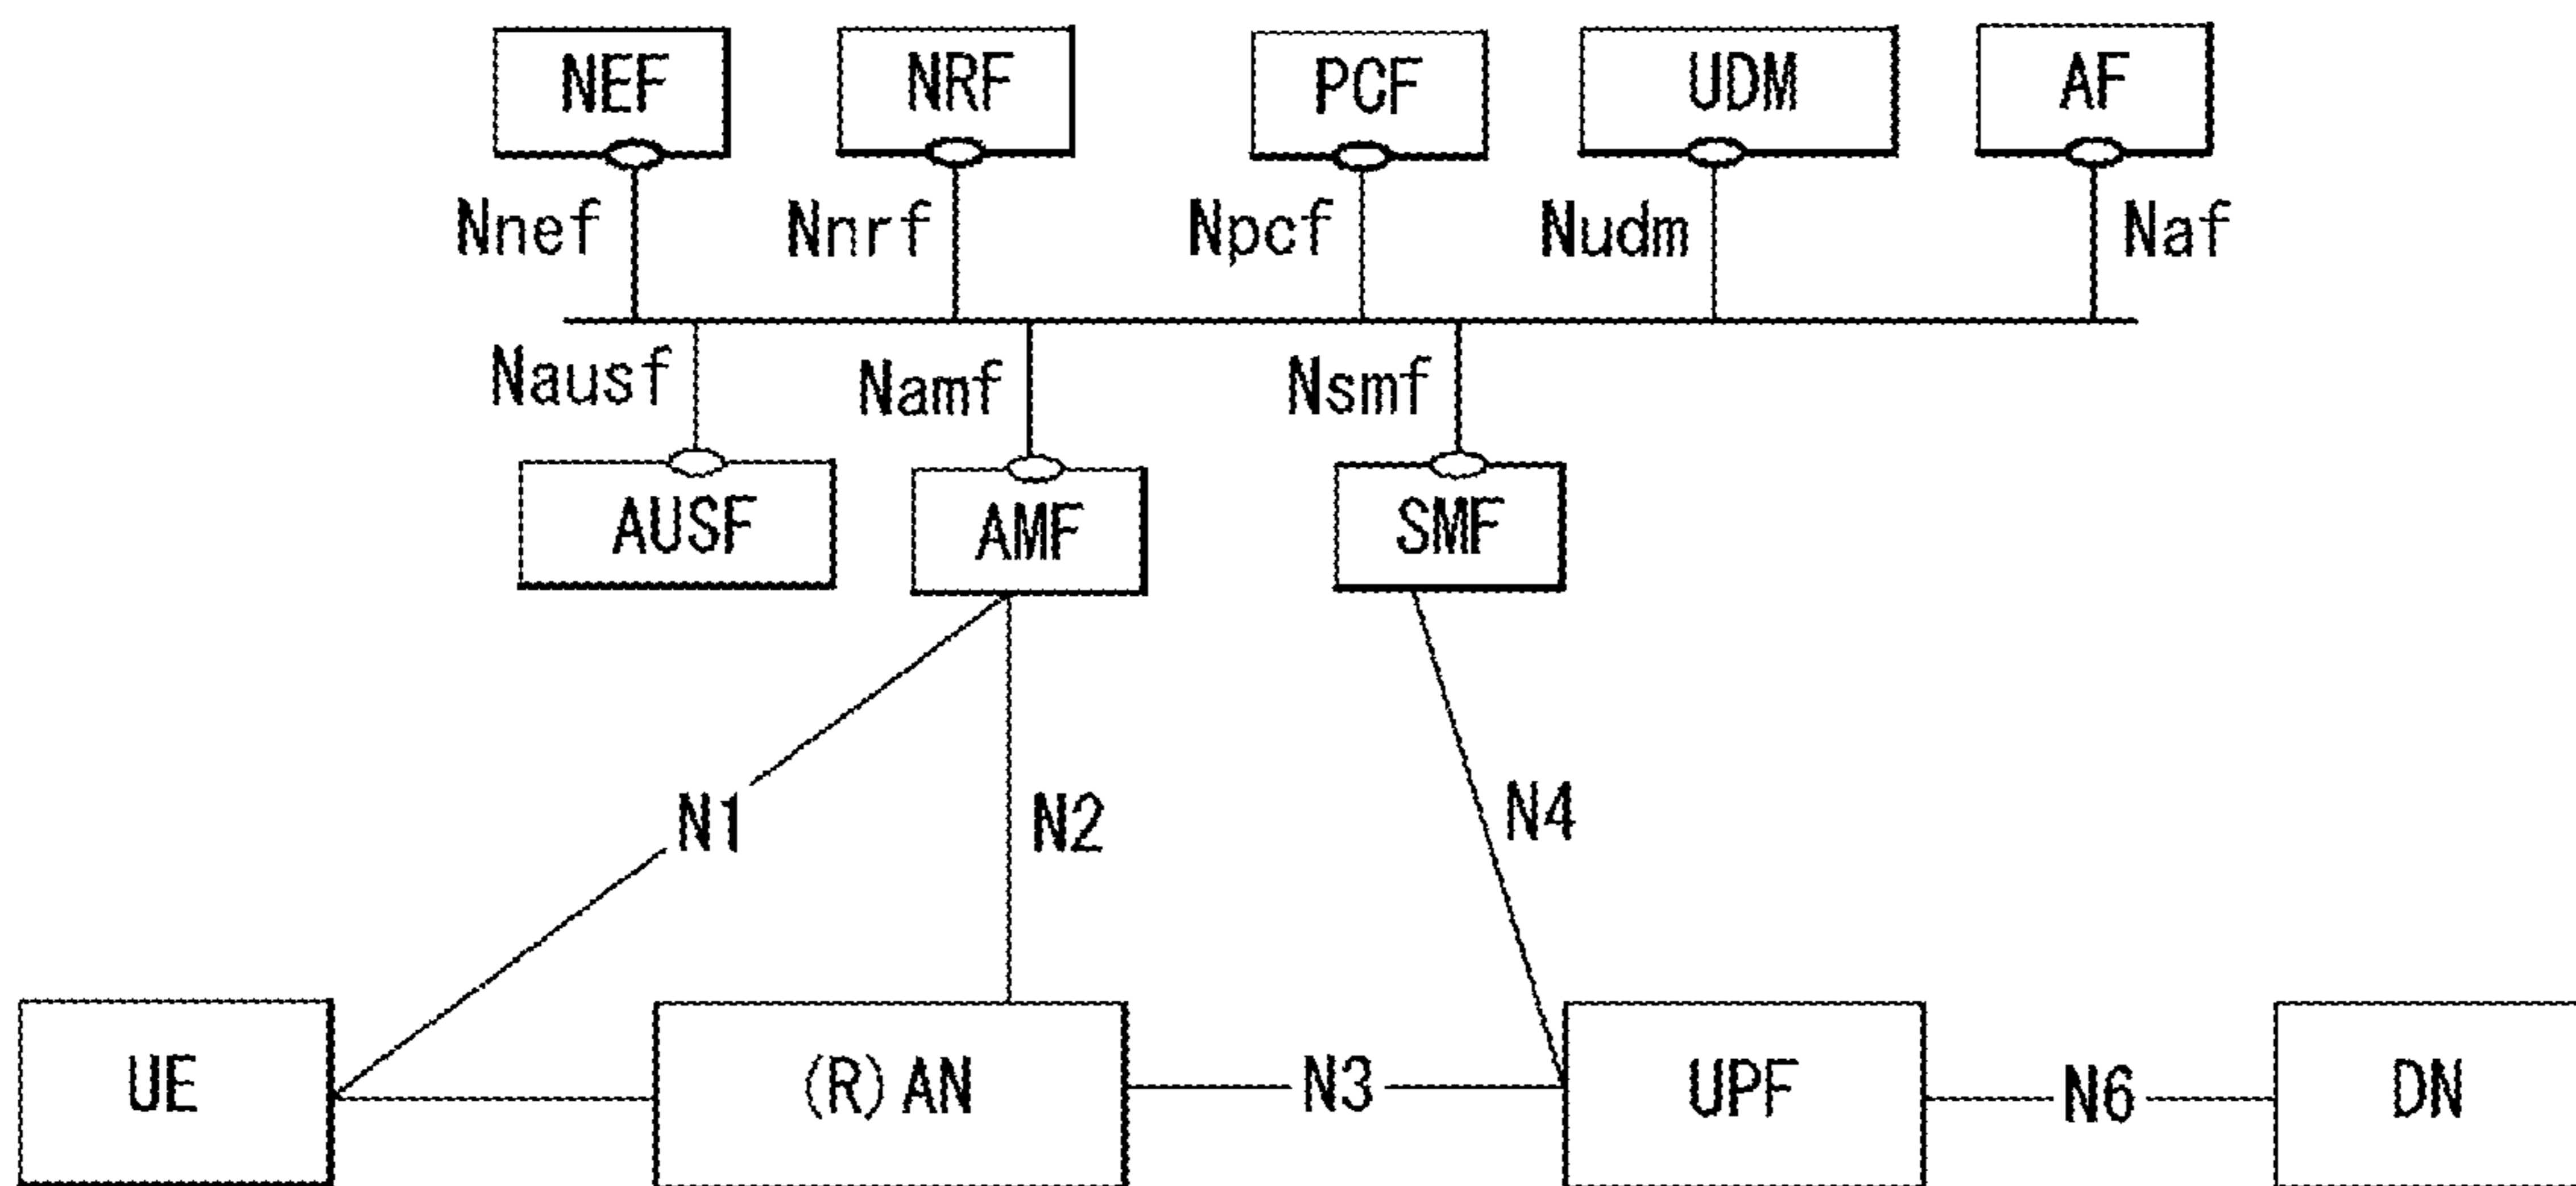 NEF NRF PCF UDM AF
Nnef Nnrf Npcf Nudm Naf
Nausf Namf Nsmf
AUSF AMF SMF
N1 N2 N4
UE (R)AN N3 UPF N6 DN